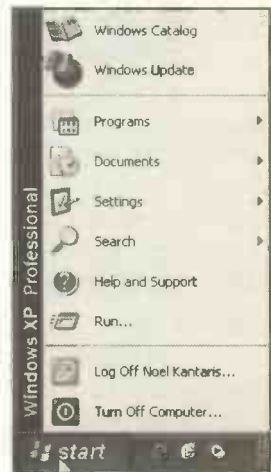 Windows Catalog
Windows Update
Programs
Documents
Settings
Search
Help and Support
Run...
Log Off Noel Kantaris...
Turn Off Computer...
Windows XP Professional
start